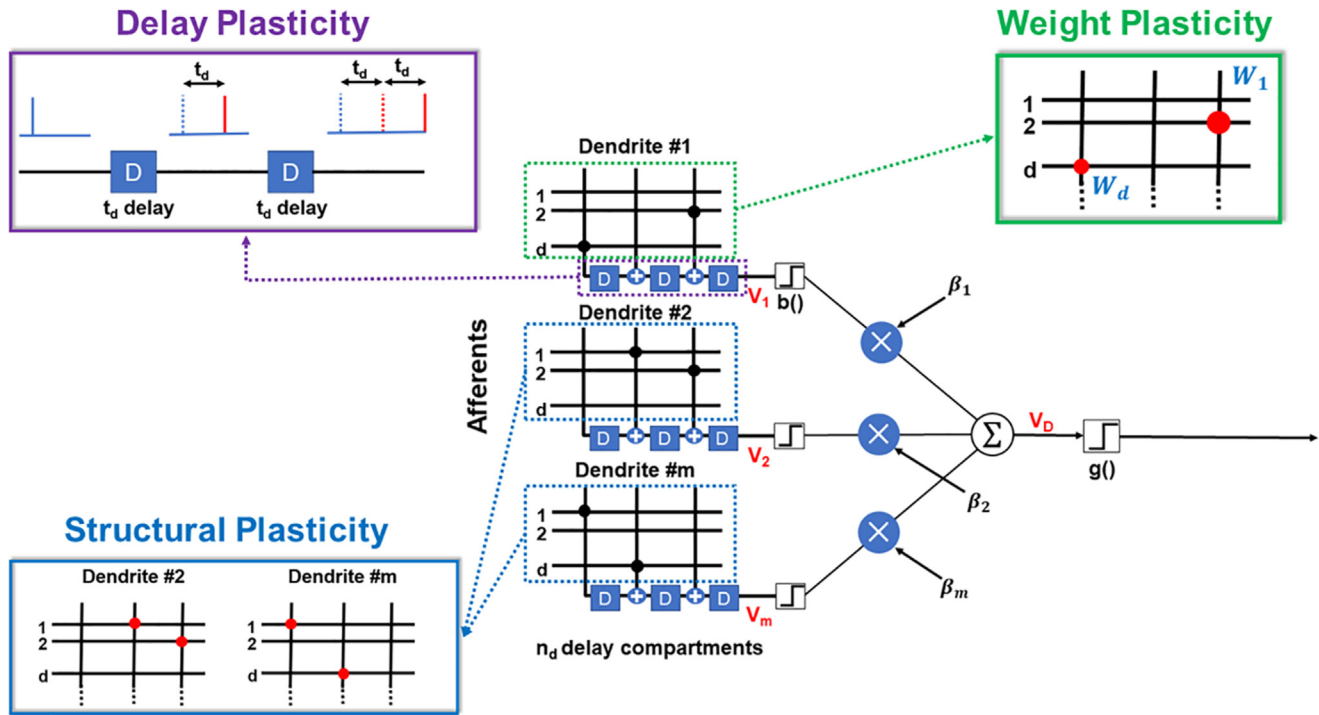 Delay Plasticity
t_d
t_d t_d
D D
t_d delay t_d delay
Weight Plasticity
W_1
1
2
d
W_d
Afferents
Dendrite #1
1
2
d
D + D + D
V_1
b()
β_1
Dendrite #2
1
2
d
D + D + D
V_2
×
×
β_2
Σ
V_D
g()
Dendrite #m
1
2
d
D + D + D
V_m
×
β_m
n_d delay compartments
Structural Plasticity
Dendrite #2 Dendrite #m
1 1
2 2
d d